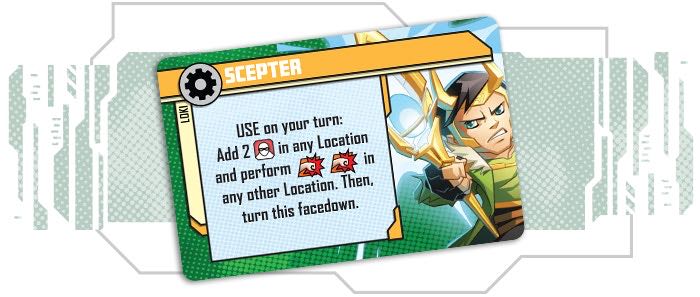 SCEPTER
LOKI
USE on your turn:
Add 2 in any Location
and perform in
any other Location. Then,
turn this facedown.